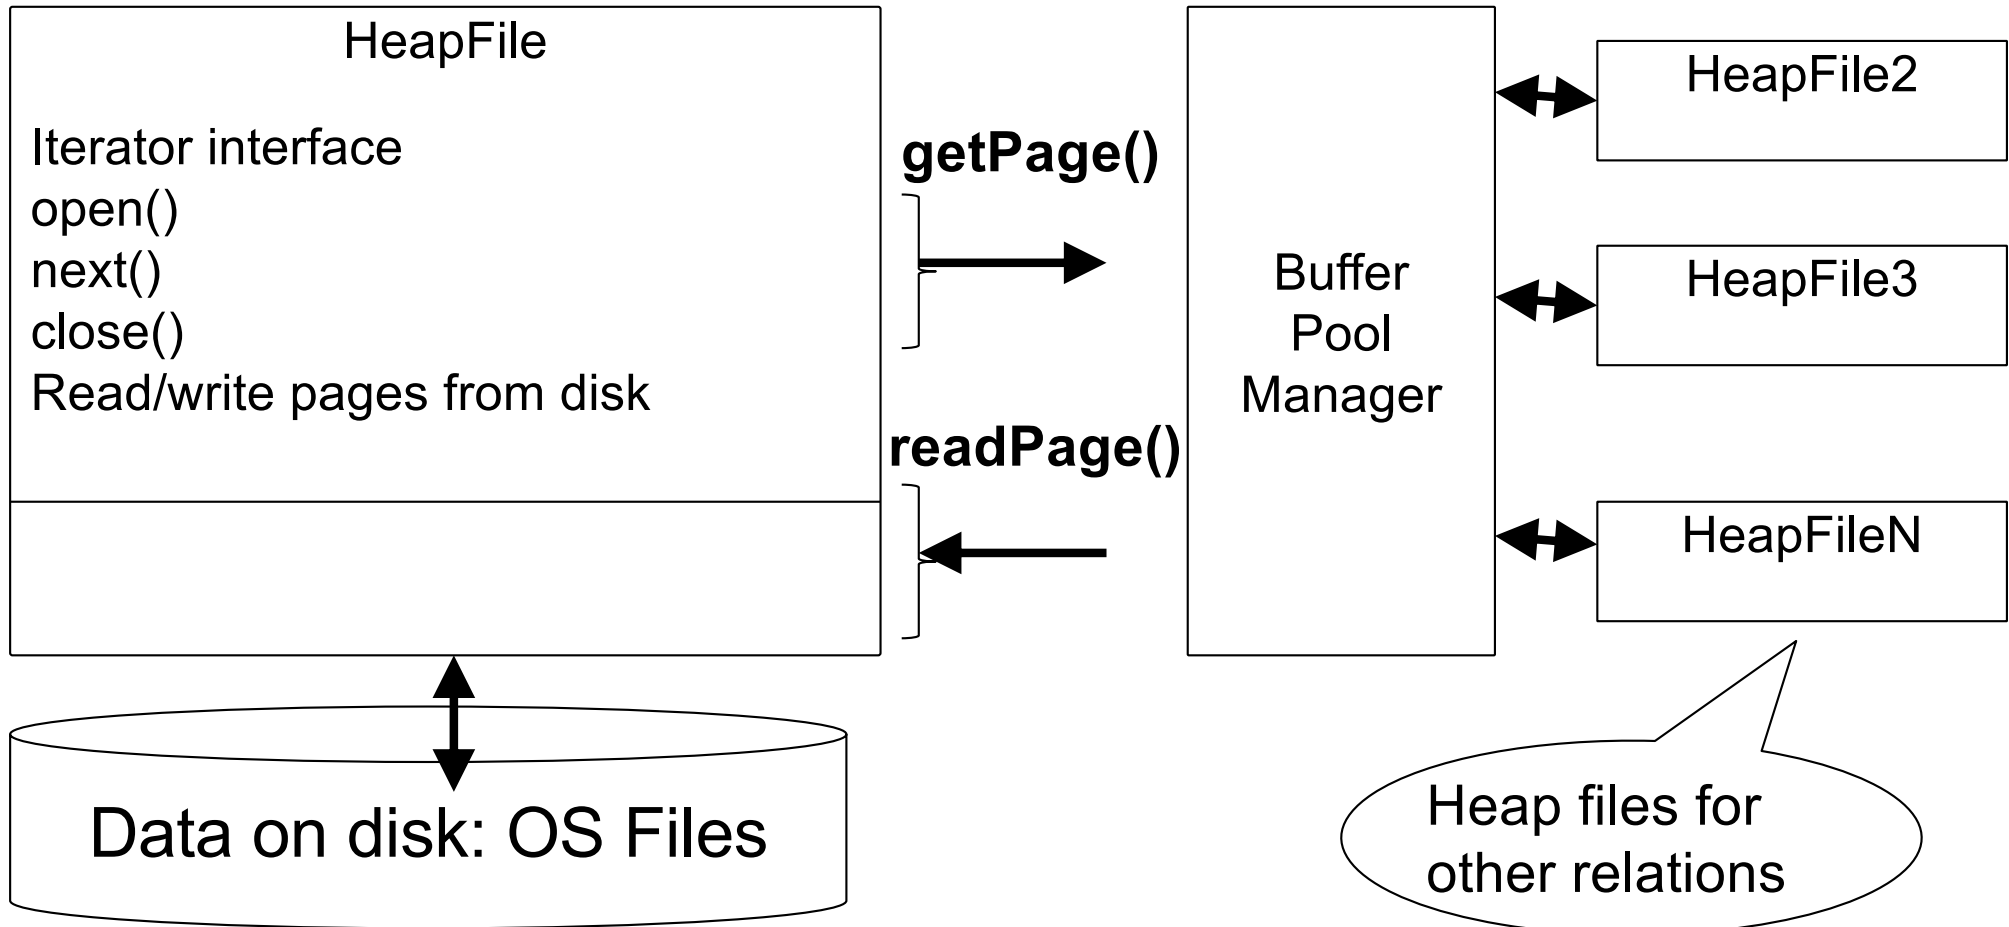 HeapFile
Iterator interface
open()
next()
close()
Read/write pages from disk
getPage()
readPage()
Buffer
Pool
Manager
HeapFile2
HeapFile3
HeapFileN
Data on disk: OS Files
Heap files for
other relations